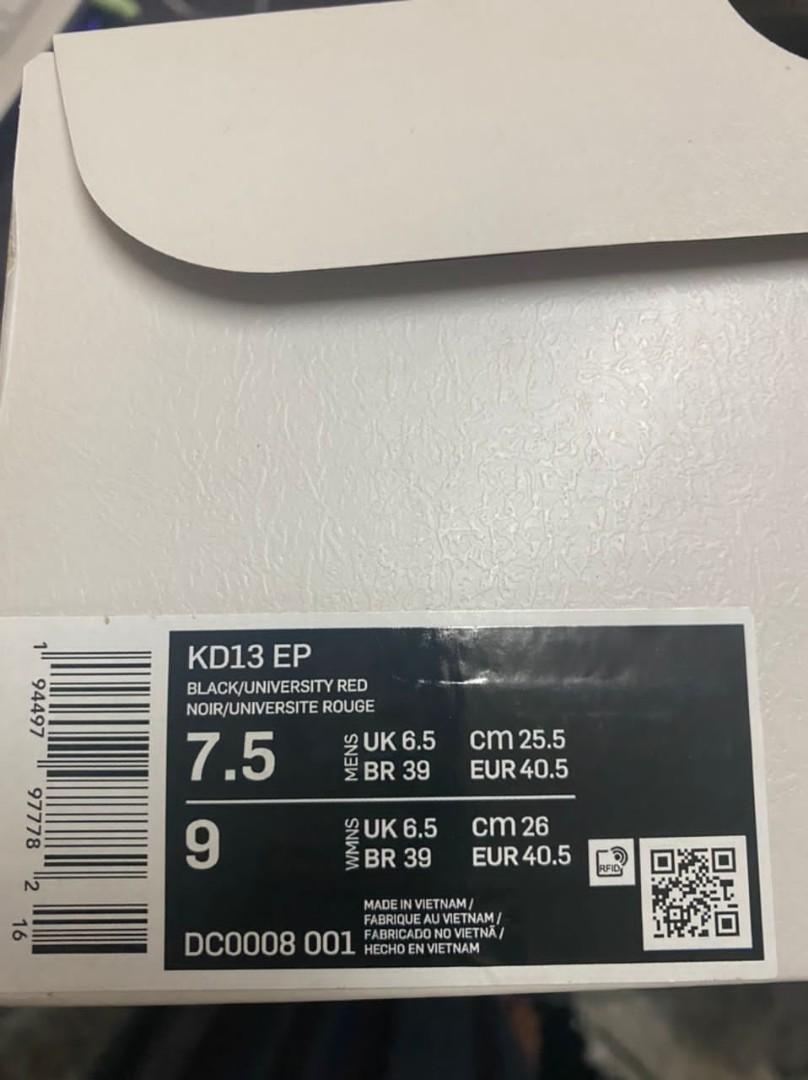 KD13 EP
BLACK/UNIVERSITY RED
NOIR/UNIVERSITE ROUGE
7.5 MENS UK 6.5 cm 25.5
BR 39 EUR 40.5
9 WMNS UK 6.5 cm 26
BR 39 EUR 40.5
RFID
MADE IN VIETNAM /
FABRIQUE AU VIETNAM /
FABRICADO NO VIETNÃ /
HECHO EN VIETNAM
DC0008 001
1 94497 97778 2 16